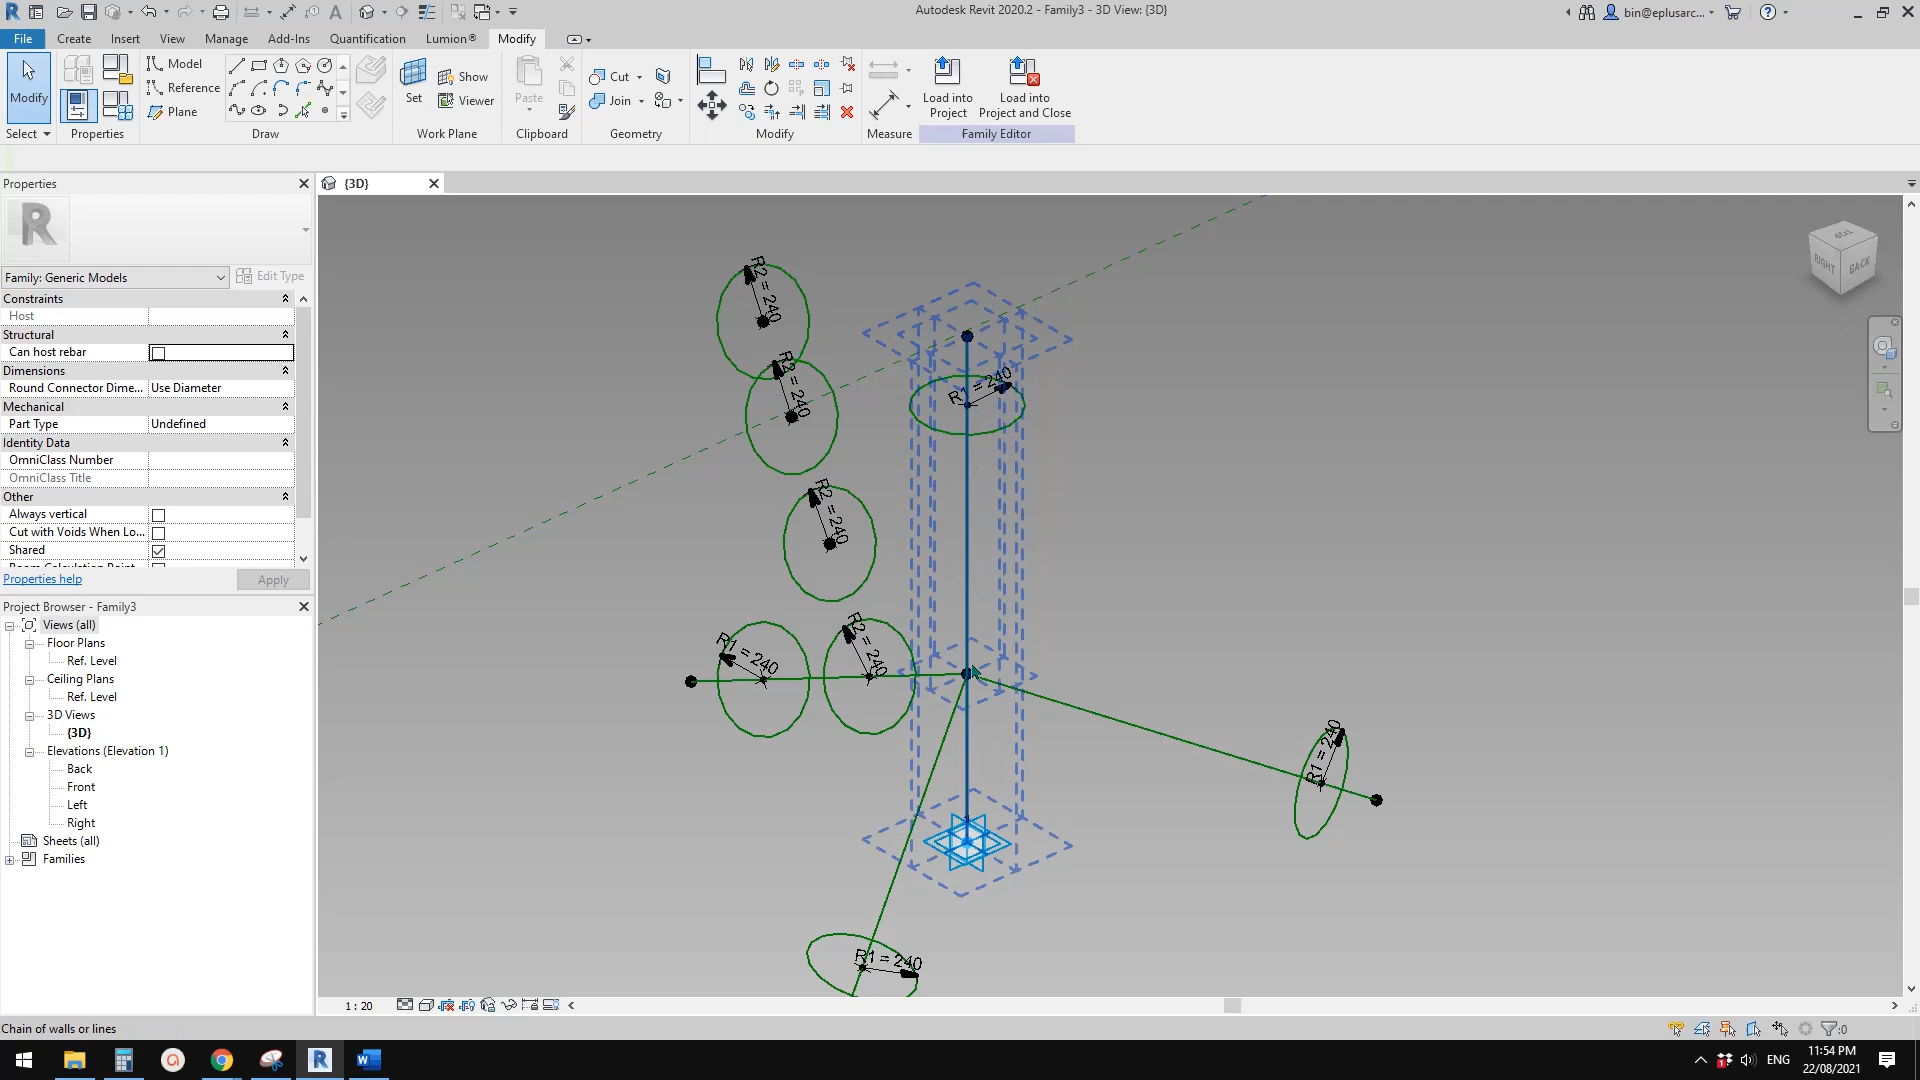 Autodesk Revit 2020.2 - Family3 - 3D View: {3D}
bin@eplusarc...
File Create Insert View Manage Add-Ins Quantification Lumion® Modify
Modify
Select
Properties
Model
Reference
Plane
Draw
Set
Show
Viewer
Work Plane
Paste
Clipboard
Cut
Join
Geometry
Modify
Measure
Load into
Project
Load into
Project and Close
Family Editor
Properties
{3D}
Family: Generic Models
Edit Type
Constraints
Host
Structural
Can host rebar
Dimensions
Round Connector Dime... Use Diameter
Mechanical
Part Type Undefined
Identity Data
OmniClass Number
OmniClass Title
Other
Always vertical
Cut with Voids When Lo...
Shared
Properties help
Apply
Project Browser - Family3
Views (all)
Floor Plans
Ref. Level
Ceiling Plans
Ref. Level
3D Views
{3D}
Elevations (Elevation 1)
Back
Front
Left
Right
Sheets (all)
Families
TOP
RIGHT
BACK
R2 = 240
R2 = 240
R1 = 240
R2 = 240
R1 = 240
R2 = 240
R1 = 240
R1 = 240
1 : 20
Chain of walls or lines
:0
ENG
11:54 PM
22/08/2021